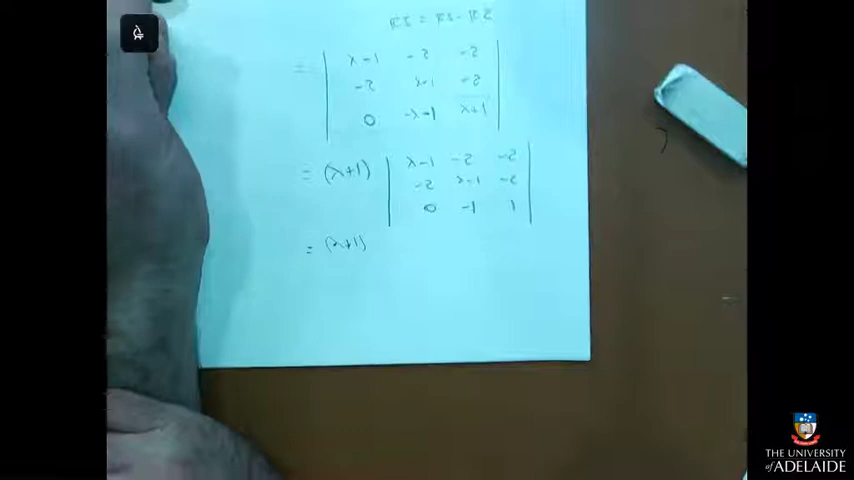 R3 = R3 - R2
= | λ-1 -2 -2 |
| -2 λ-1 -2 |
| 0 -λ-1 λ+1 |
= (λ+1) | λ-1 -2 -2 |
| -2 λ-1 -2 |
| 0 -1 1 |
= (λ+1)
THE UNIVERSITY
of ADELAIDE